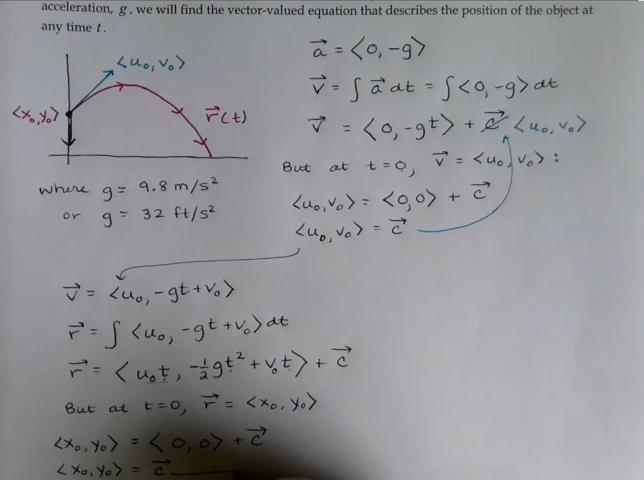 acceleration, g, we will find the vector-valued equation that describes the position of the object at
any time t.
<u₀, v₀>
<x₀, y₀>
r⃗(t)
where g = 9.8 m/s²
or g = 32 ft/s²
a⃗ = <0, -g>
v⃗ = ∫ a⃗ dt = ∫ <0, -g> dt
v⃗ = <0, -gt> + c⃗ <u₀, v₀>
But at t=0, v⃗ = <u₀, v₀> :
<u₀, v₀> = <0, 0> + c⃗
<u₀, v₀> = c⃗
v⃗ = <u₀, -gt + v₀>
r⃗ = ∫ <u₀, -gt + v₀> dt
r⃗ = <u₀t, -½gt² + v₀t> + c⃗
But at t=0, r⃗ = <x₀, y₀>
<x₀, y₀> = <0, 0> + c⃗
<x₀, y₀> = c⃗